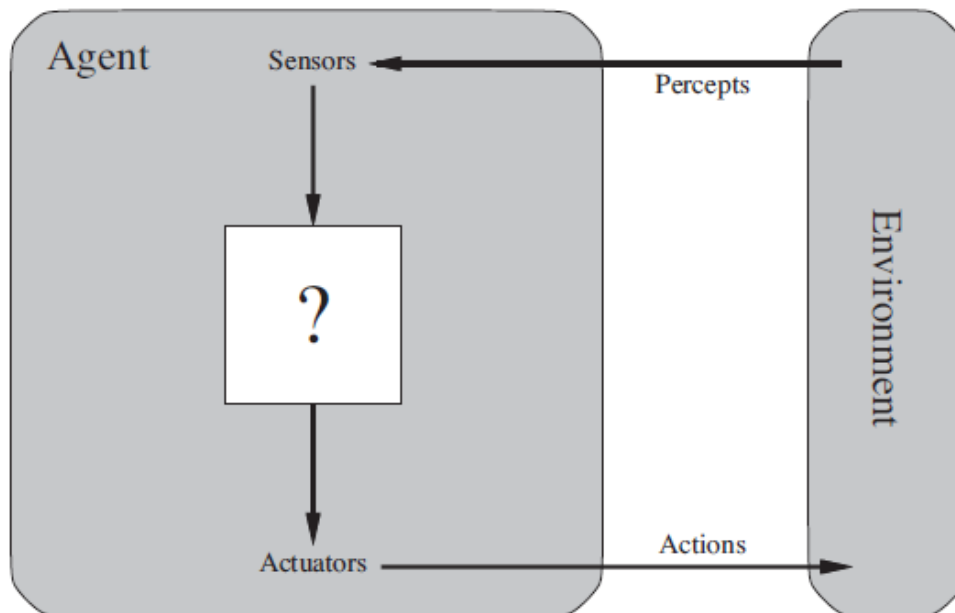 Agent
Sensors
Percepts
?
Environment
Actuators
Actions